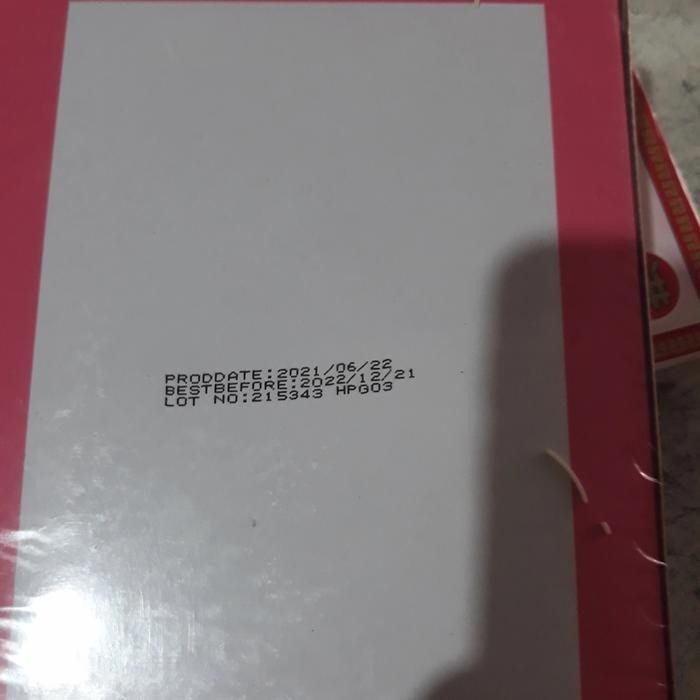 PRODDATE:2021/06/22
BESTBEFORE:2022/12/21
LOT NO:215343 HPG03